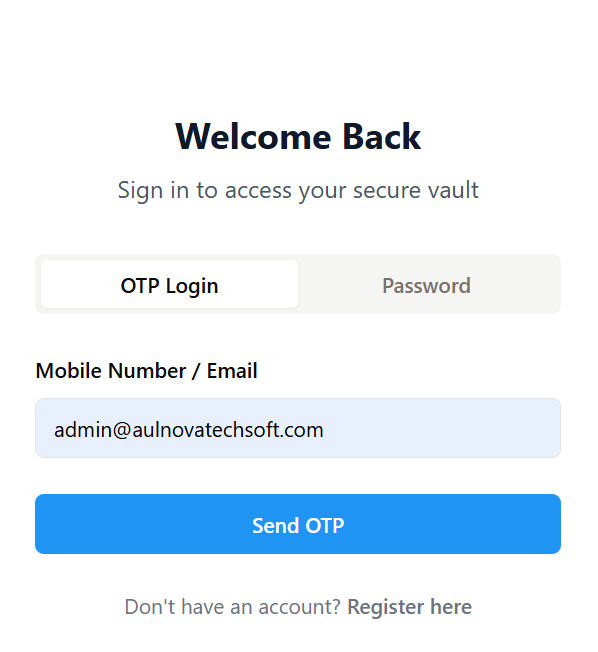 Welcome Back
Sign in to access your secure vault
OTP Login
Password
Mobile Number / Email
admin@aulnovatechsoft.com
Send OTP
Don't have an account? Register here